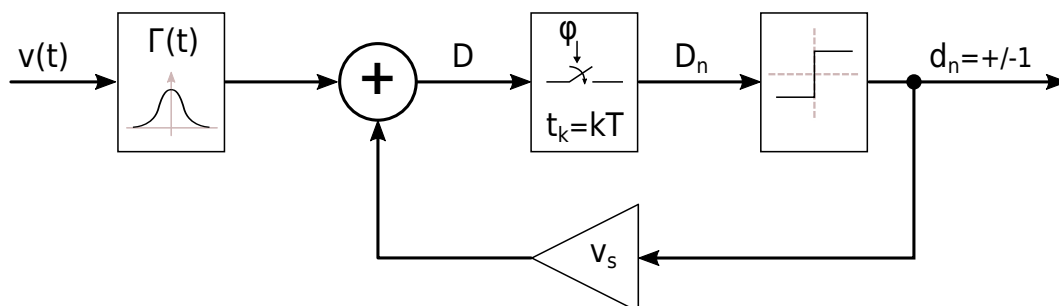 v(t)
Γ(t)
+
D
φ
t_k=kT
D_n
d_n=+/-1
v_s